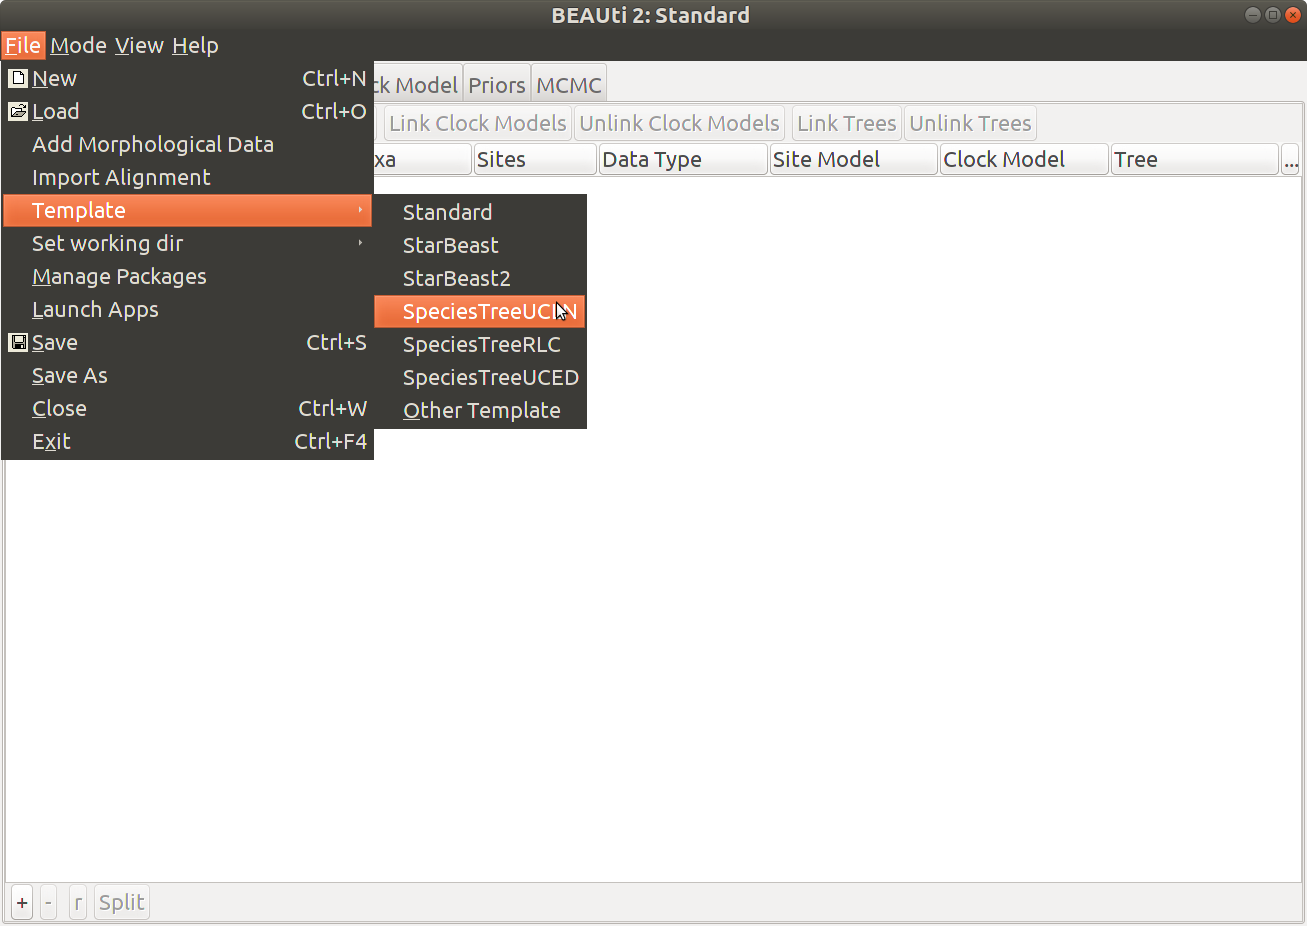 BEAUti 2: Standard
File Mode View Help
New Ctrl+N
Load Ctrl+O
Add Morphological Data
Import Alignment
Template
Set working dir
Manage Packages
Launch Apps
Save Ctrl+S
Save As
Close Ctrl+W
Exit Ctrl+F4
Standard
StarBeast
StarBeast2
SpeciesTreeRLC
SpeciesTreeUCED
Other Template
ck Model Priors MCMC
Link Clock Models Unlink Clock Models Link Trees Unlink Trees
xa Sites Data Type Site Model Clock Model Tree ...
+ - r Split